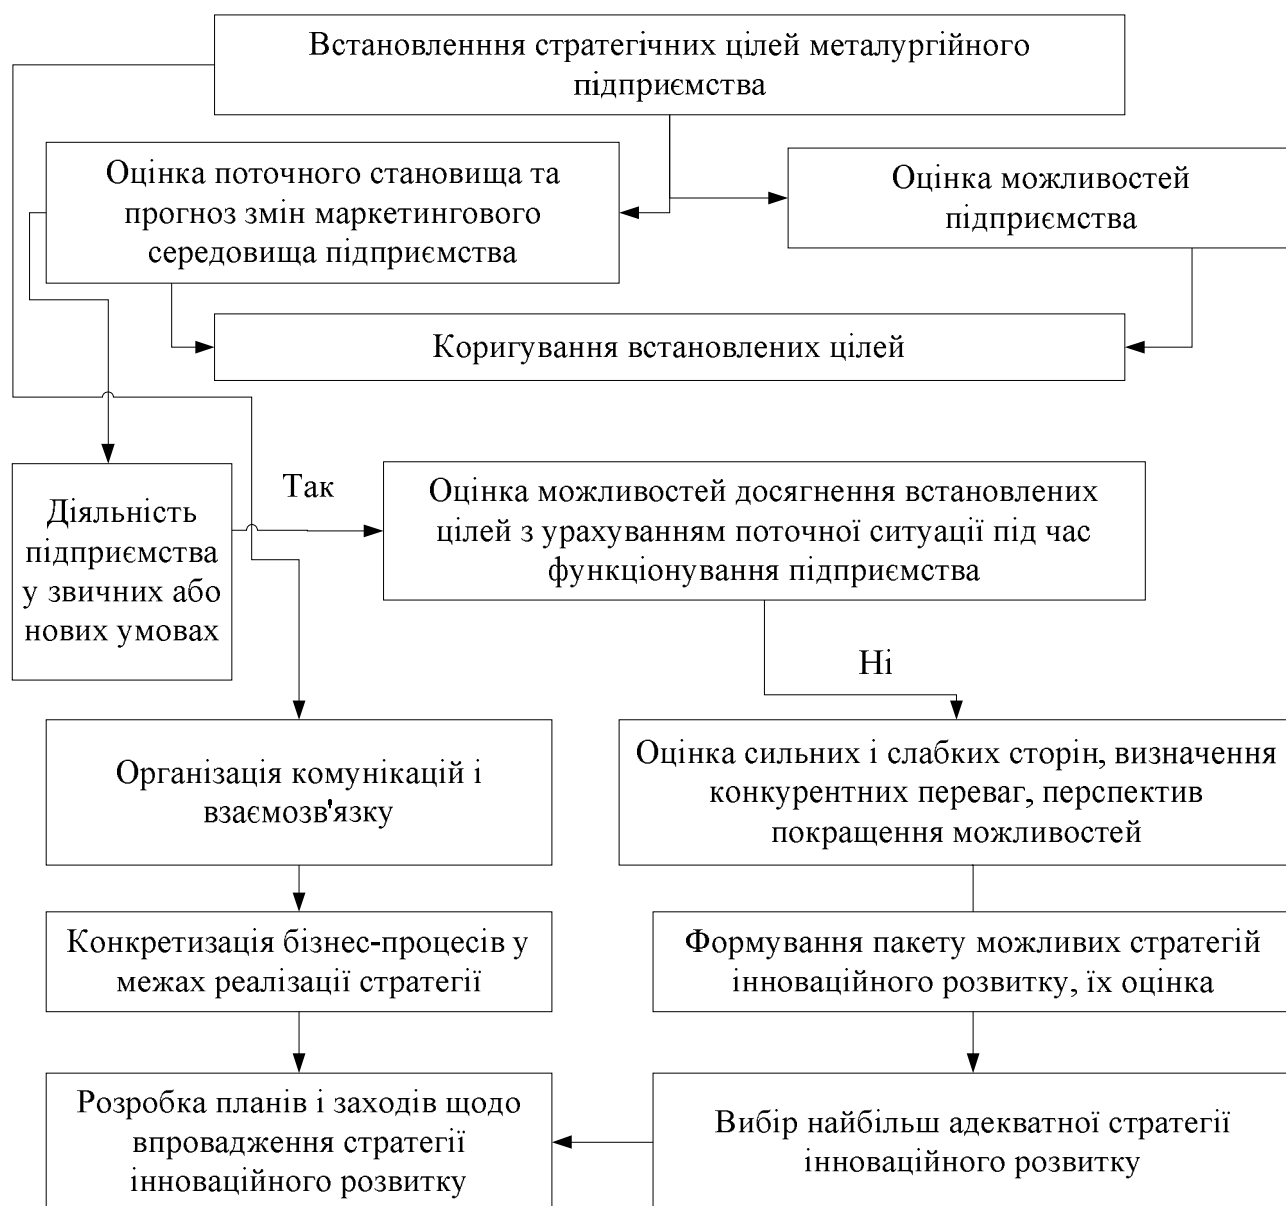 Встановленння стратегічних цілей металургійного
підприємства
Оцінка поточного становища та
прогноз змін маркетингового
середовища підприємства
Оцінка можливостей
підприємства
Коригування встановлених цілей
Діяльність
підприємства
у звичних або
нових умовах
Так
Оцінка можливостей досягнення встановлених
цілей з урахуванням поточної ситуації під час
функціонування підприємства
Ні
Організація комунікацій і
взаємозв'язку
Оцінка сильних і слабких сторін, визначення
конкурентних переваг, перспектив
покращення можливостей
Конкретизація бізнес-процесів у
межах реалізації стратегії
Формування пакету можливих стратегій
інноваційного розвитку, їх оцінка
Розробка планів і заходів щодо
впровадження стратегії
інноваційного розвитку
Вибір найбільш адекватної стратегії
інноваційного розвитку